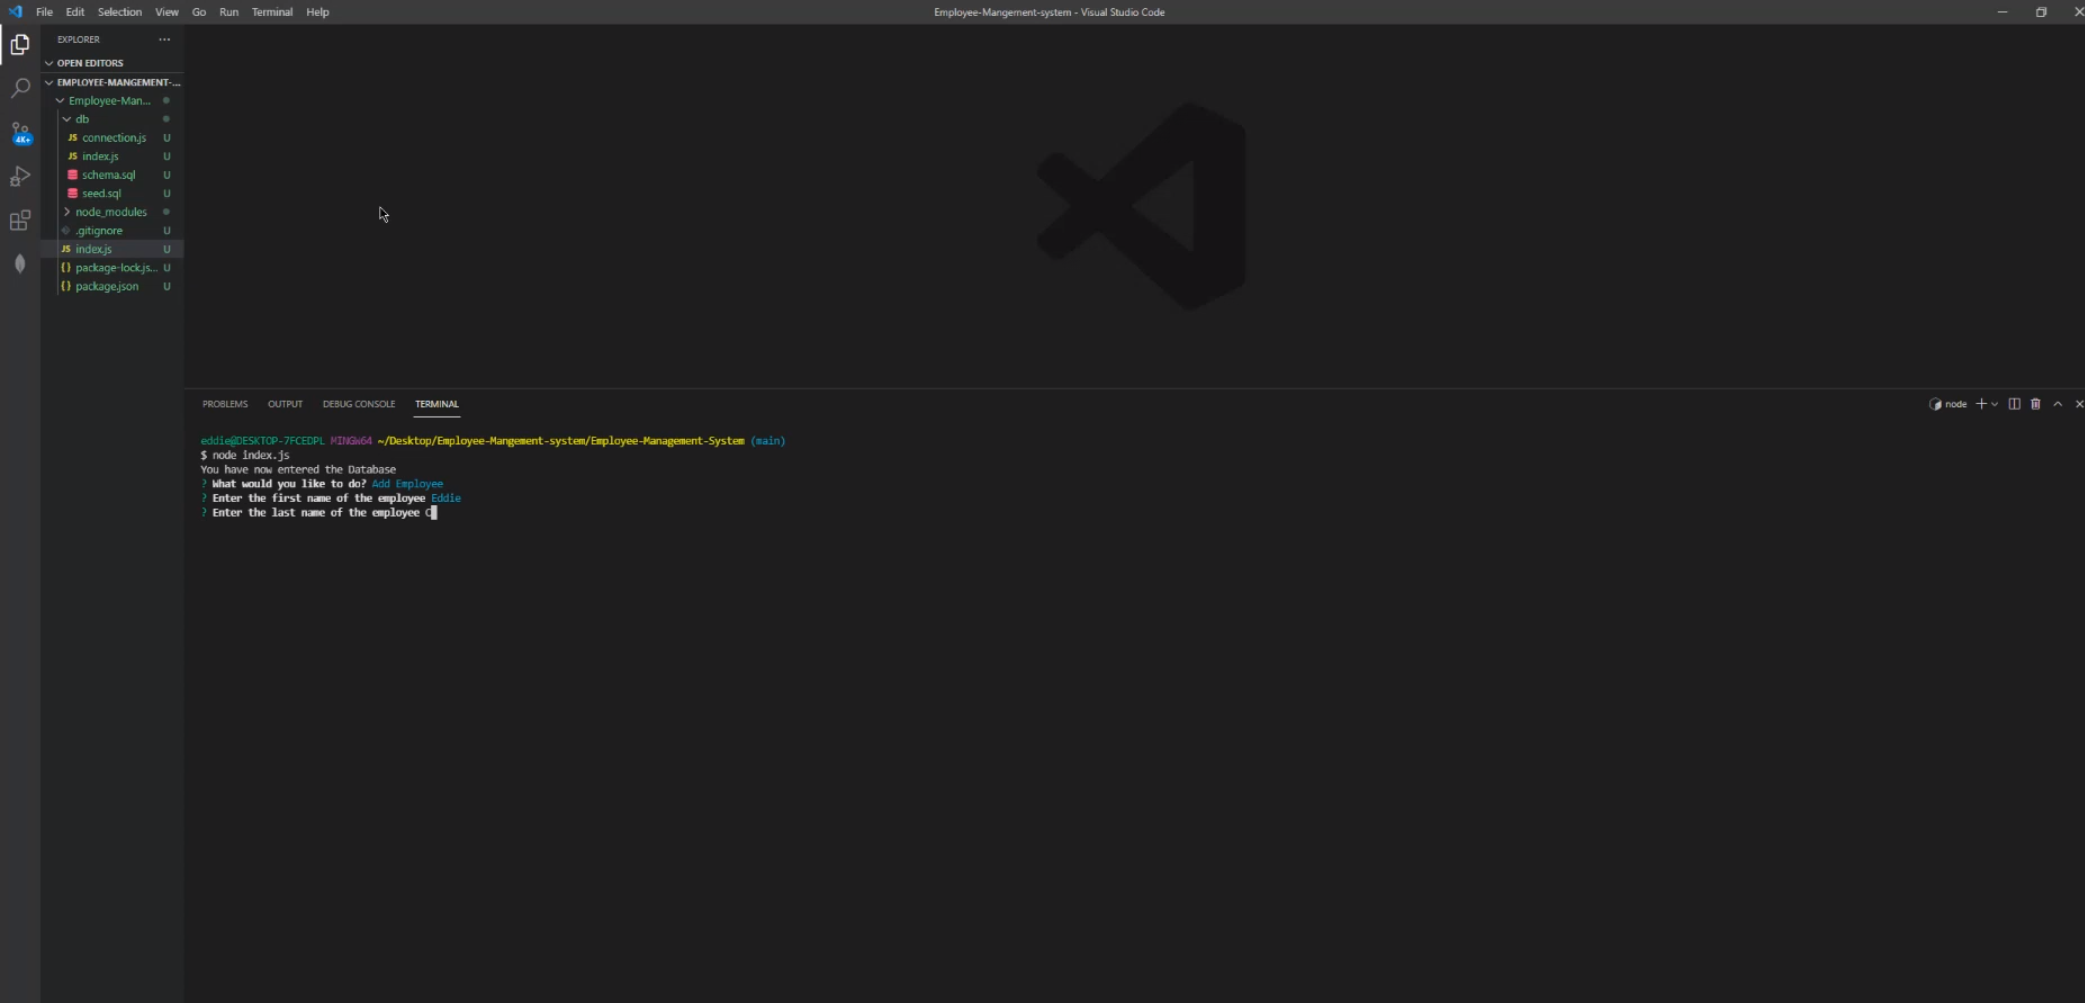 File Edit Selection View Go Run Terminal Help
Employee-Mangement-system - Visual Studio Code
EXPLORER ...
OPEN EDITORS
EMPLOYEE-MANGEMENT-...
Employee-Man...
db
JS connection.js U
JS index.js U
schema.sql U
seed.sql U
node_modules
.gitignore U
JS index.js U
{} package-lock.js... U
{} package.json U
4K+
PROBLEMS OUTPUT DEBUG CONSOLE TERMINAL
node
eddie@DESKTOP-7FCEDPL MINGW64 ~/Desktop/Employee-Mangement-system/Employee-Management-System (main)
$ node index.js
You have now entered the Database
? What would you like to do? Add Employee
? Enter the first name of the employee Eddie
? Enter the last name of the employee C